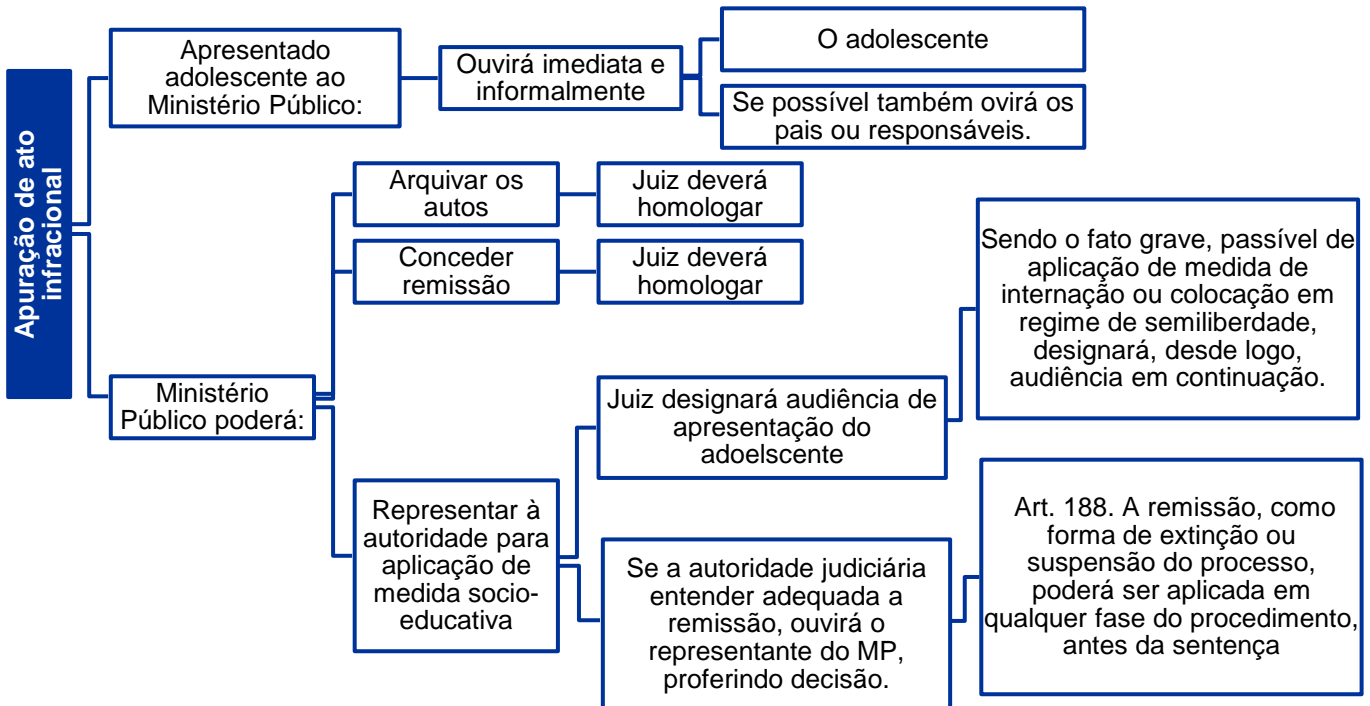 Apuração de ato
infracional
Apresentado
adolescente ao
Ministério Público:
Ouvirá imediata e
informalmente
O adolescente
Se possível também ovirá os
pais ou responsáveis.
Ministério
Público poderá:
Arquivar os
autos
Juiz deverá
homologar
Conceder
remissão
Juiz deverá
homologar
Representar à
autoridade para
aplicação de
medida socio-
educativa
Juiz designará audiência de
apresentação do
adoelscente
Sendo o fato grave, passível de
aplicação de medida de
internação ou colocação em
regime de semiliberdade,
designará, desde logo,
audiência em continuação.
Se a autoridade judiciária
entender adequada a
remissão, ouvirá o
representante do MP,
proferindo decisão.
Art. 188. A remissão, como
forma de extinção ou
suspensão do processo,
poderá ser aplicada em
qualquer fase do procedimento,
antes da sentença